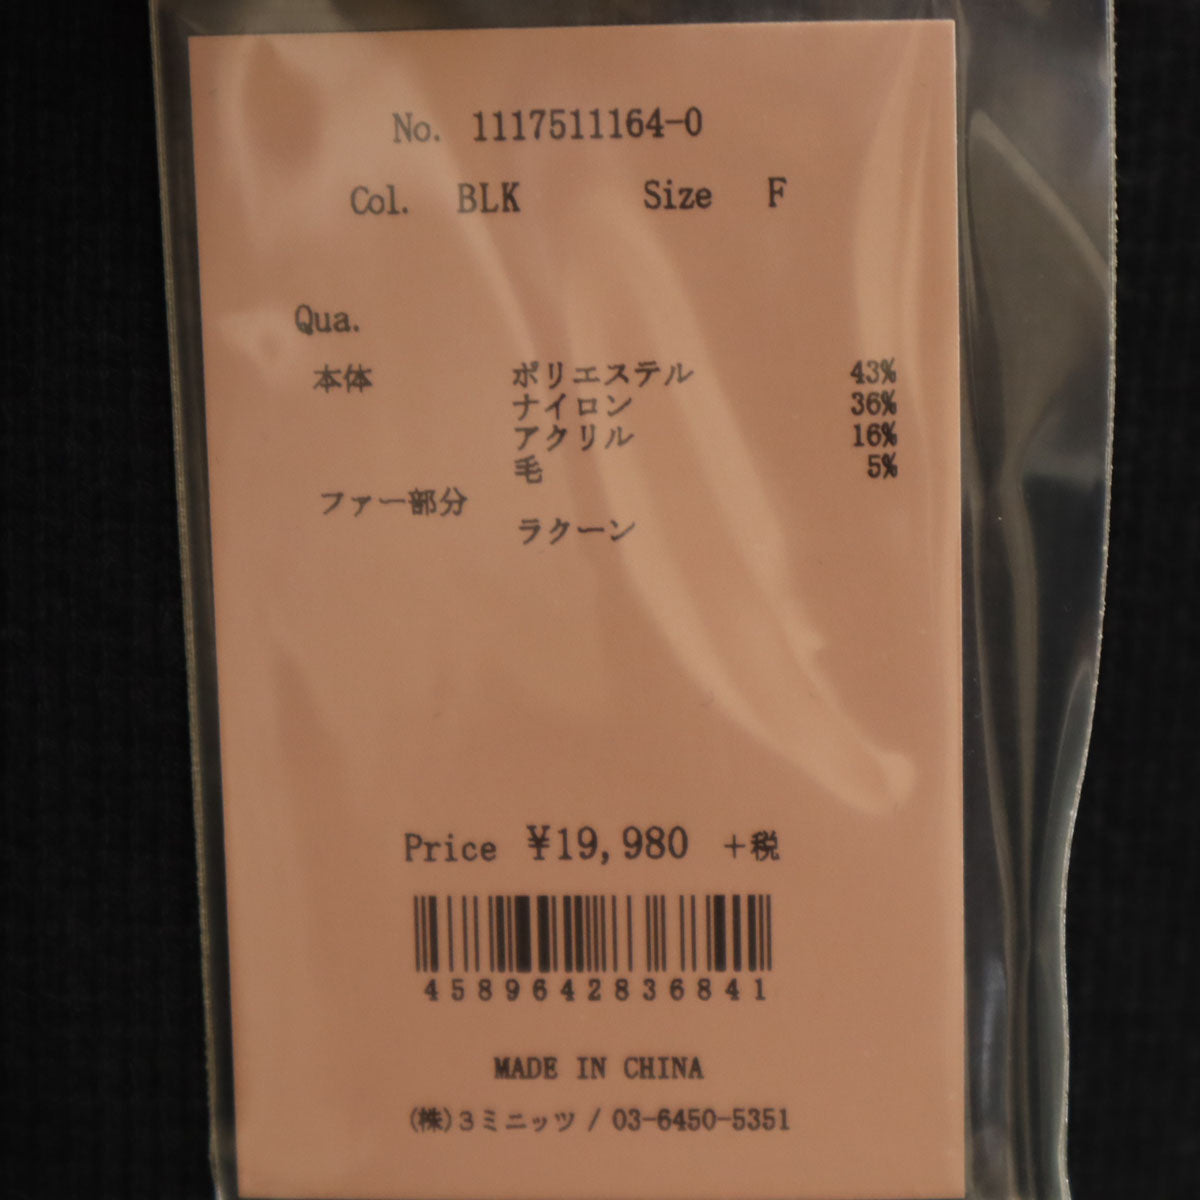 No. 1117511164-0
Col. BLK Size F
Qua.
本体 ポリエステル 43%
ナイロン 36%
アクリル 16%
毛 5%
ファー部分
ラクーン
Price ¥19,980 +税
4589642836841
MADE IN CHINA
(株)3ミニッツ / 03-6450-5351